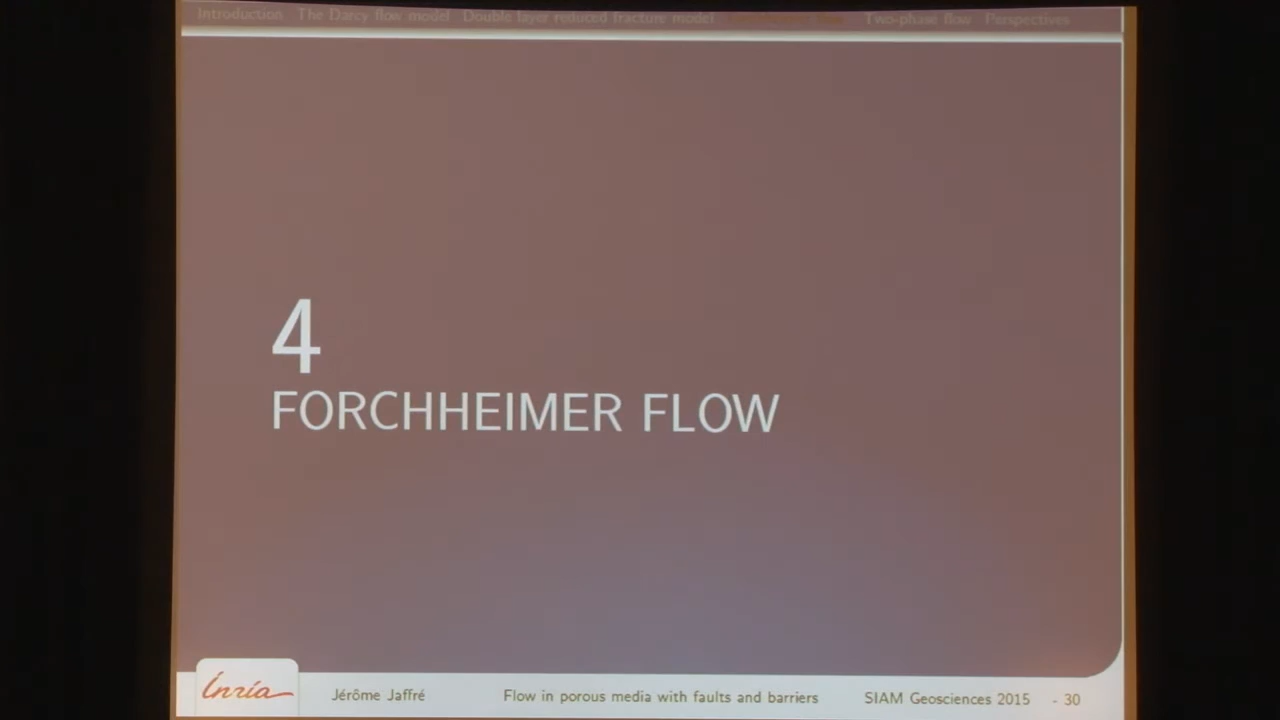 Introduction The Darcy flow model Double layer reduced fracture model Two-phase flow Perspectives
4
FORCHHEIMER FLOW
Inria Jérôme Jaffré Flow in porous media with faults and barriers SIAM Geosciences 2015 - 30